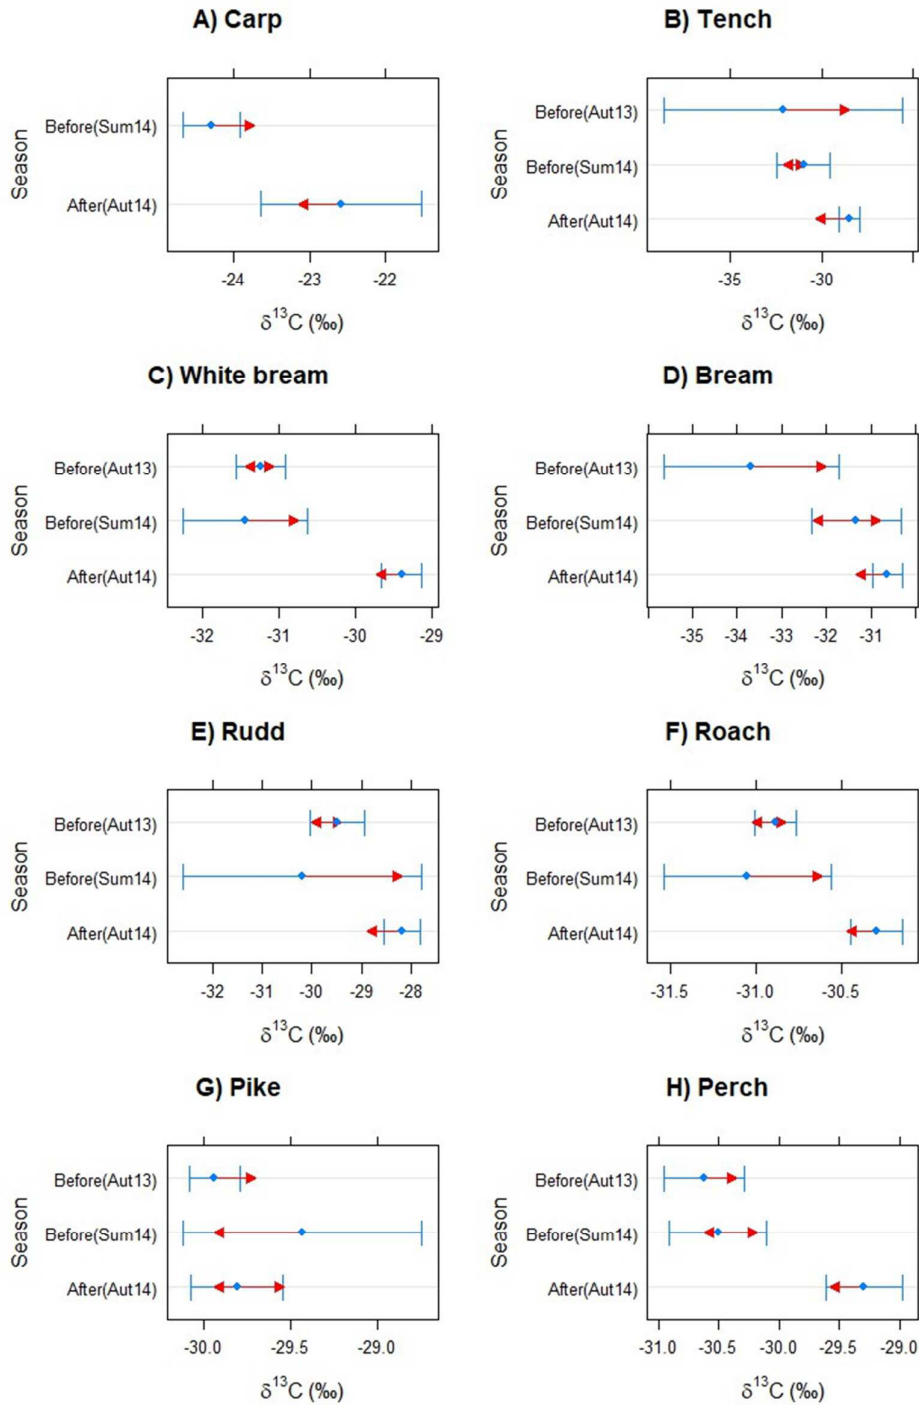 A) Carp
Season
Before(Sum14)
After(Aut14)
-24 -23 -22
δ¹³C (‰)
B) Tench
Season
Before(Aut13)
Before(Sum14)
After(Aut14)
-35 -30
δ¹³C (‰)
C) White bream
Season
Before(Aut13)
Before(Sum14)
After(Aut14)
-32 -31 -30 -29
δ¹³C (‰)
D) Bream
Season
Before(Aut13)
Before(Sum14)
After(Aut14)
-35 -34 -33 -32 -31
δ¹³C (‰)
E) Rudd
Season
Before(Aut13)
Before(Sum14)
After(Aut14)
-32 -31 -30 -29 -28
δ¹³C (‰)
F) Roach
Season
Before(Aut13)
Before(Sum14)
After(Aut14)
-31.5 -31.0 -30.5
δ¹³C (‰)
G) Pike
Season
Before(Aut13)
Before(Sum14)
After(Aut14)
-30.0 -29.5 -29.0
δ¹³C (‰)
H) Perch
Season
Before(Aut13)
Before(Sum14)
After(Aut14)
-31.0 -30.5 -30.0 -29.5 -29.0
δ¹³C (‰)